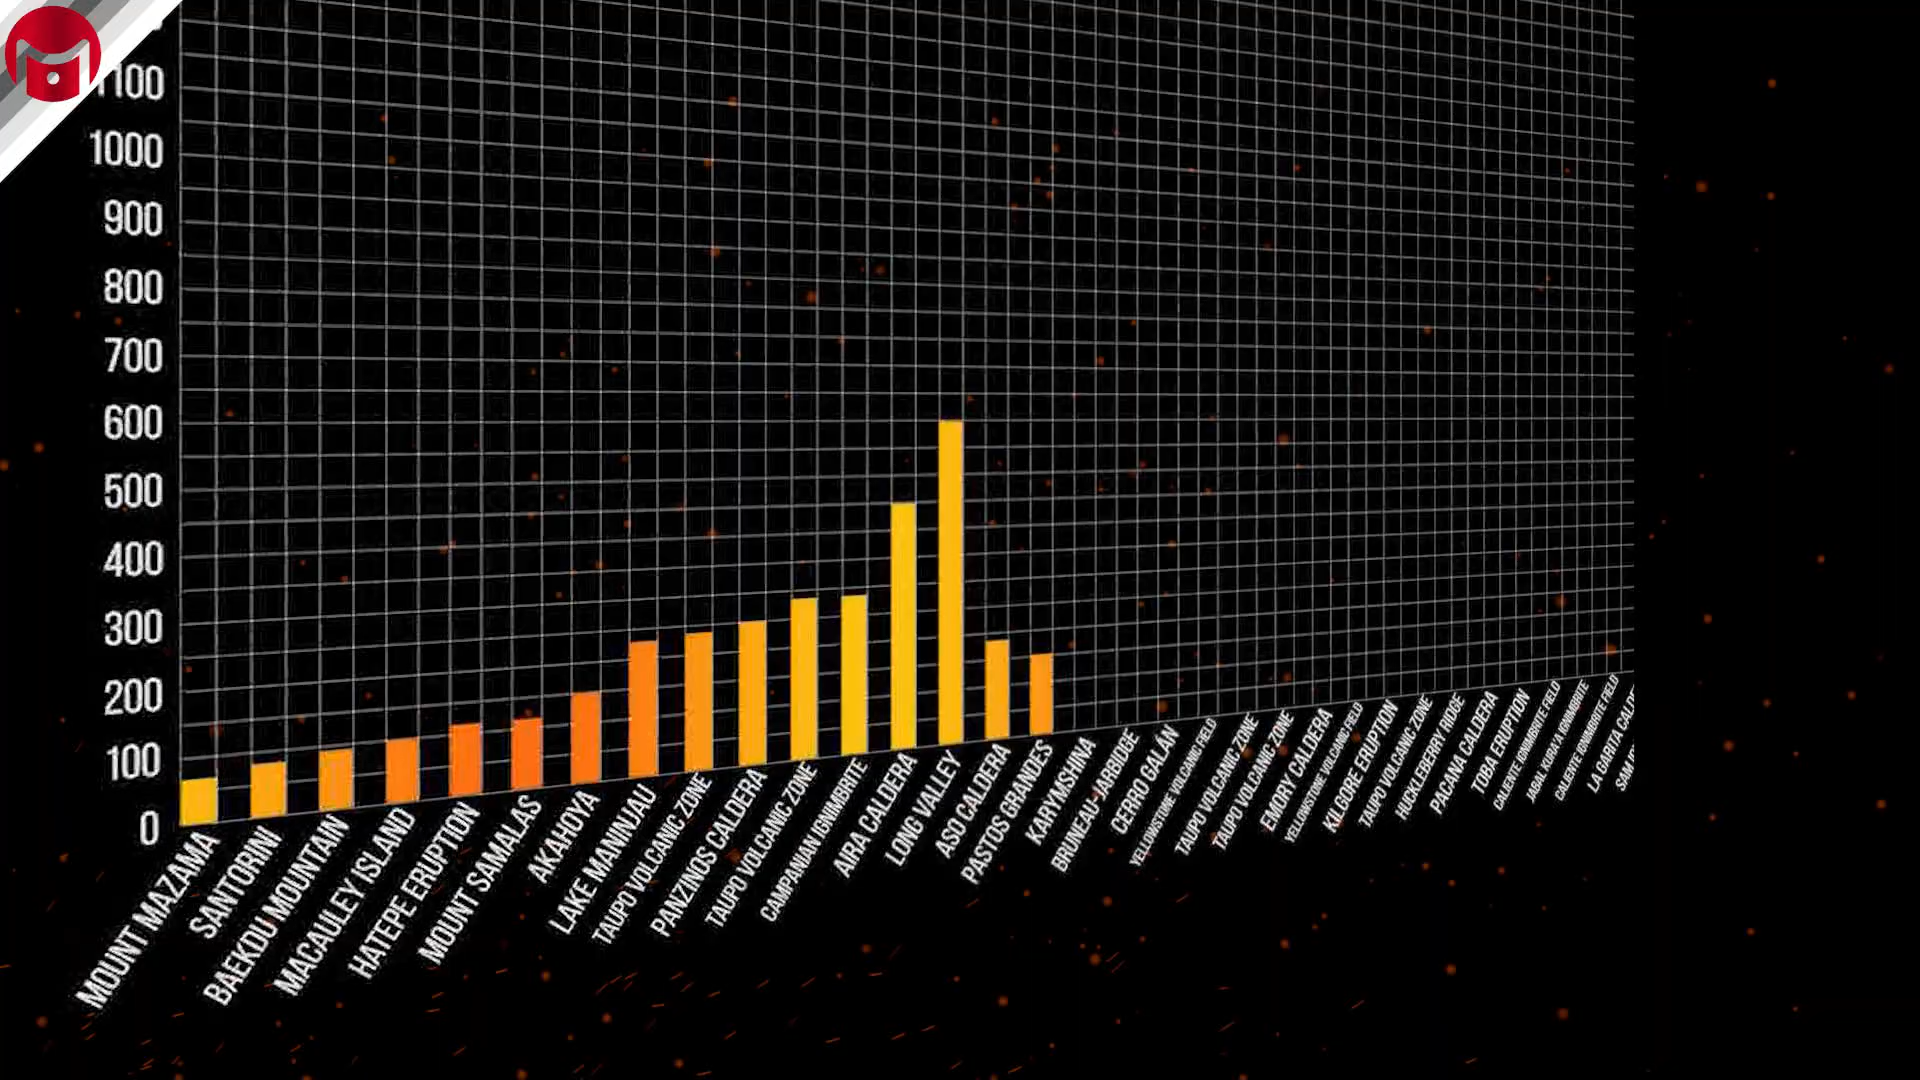 1100
1000
900
800
700
600
500
400
300
200
100
0
MOUNT MAZAMA
SANTORINI
BAEKDU MOUNTAIN
MACAULEY ISLAND
HATEPE ERUPTION
MOUNT SAMALAS
AKAHOYA
LAKE MANINJAU
TAUPO VOLCANIC ZONE
PANZINOS CALDERA
TAUPO VOLCANIC ZONE
CAMPANIAN IGNIMBRITE
AIRA CALDERA
LONG VALLEY
ASO CALDERA
PASTOS GRANDES
KARYMSHINA
BRUNEAU-JARBIDGE
CERRO GALAN
YELLOWSTONE VOLCANIC FIELD
TAUPO VOLCANIC ZONE
TAUPO VOLCANIC ZONE
EMORY CALDERA
YELLOWSTONE VOLCANIC FIELD
KILGORE ERUPTION
TAUPO VOLCANIC ZONE
HUCKLEBERRY RIDGE
PACANA CALDERA
TOBA ERUPTION
CALIENTE IGNIMBRITE FIELD
JABAL KURA'A IGNIMBRITE
CALIENTE IGNIMBRITE FIELD
LA GARITA CALDE